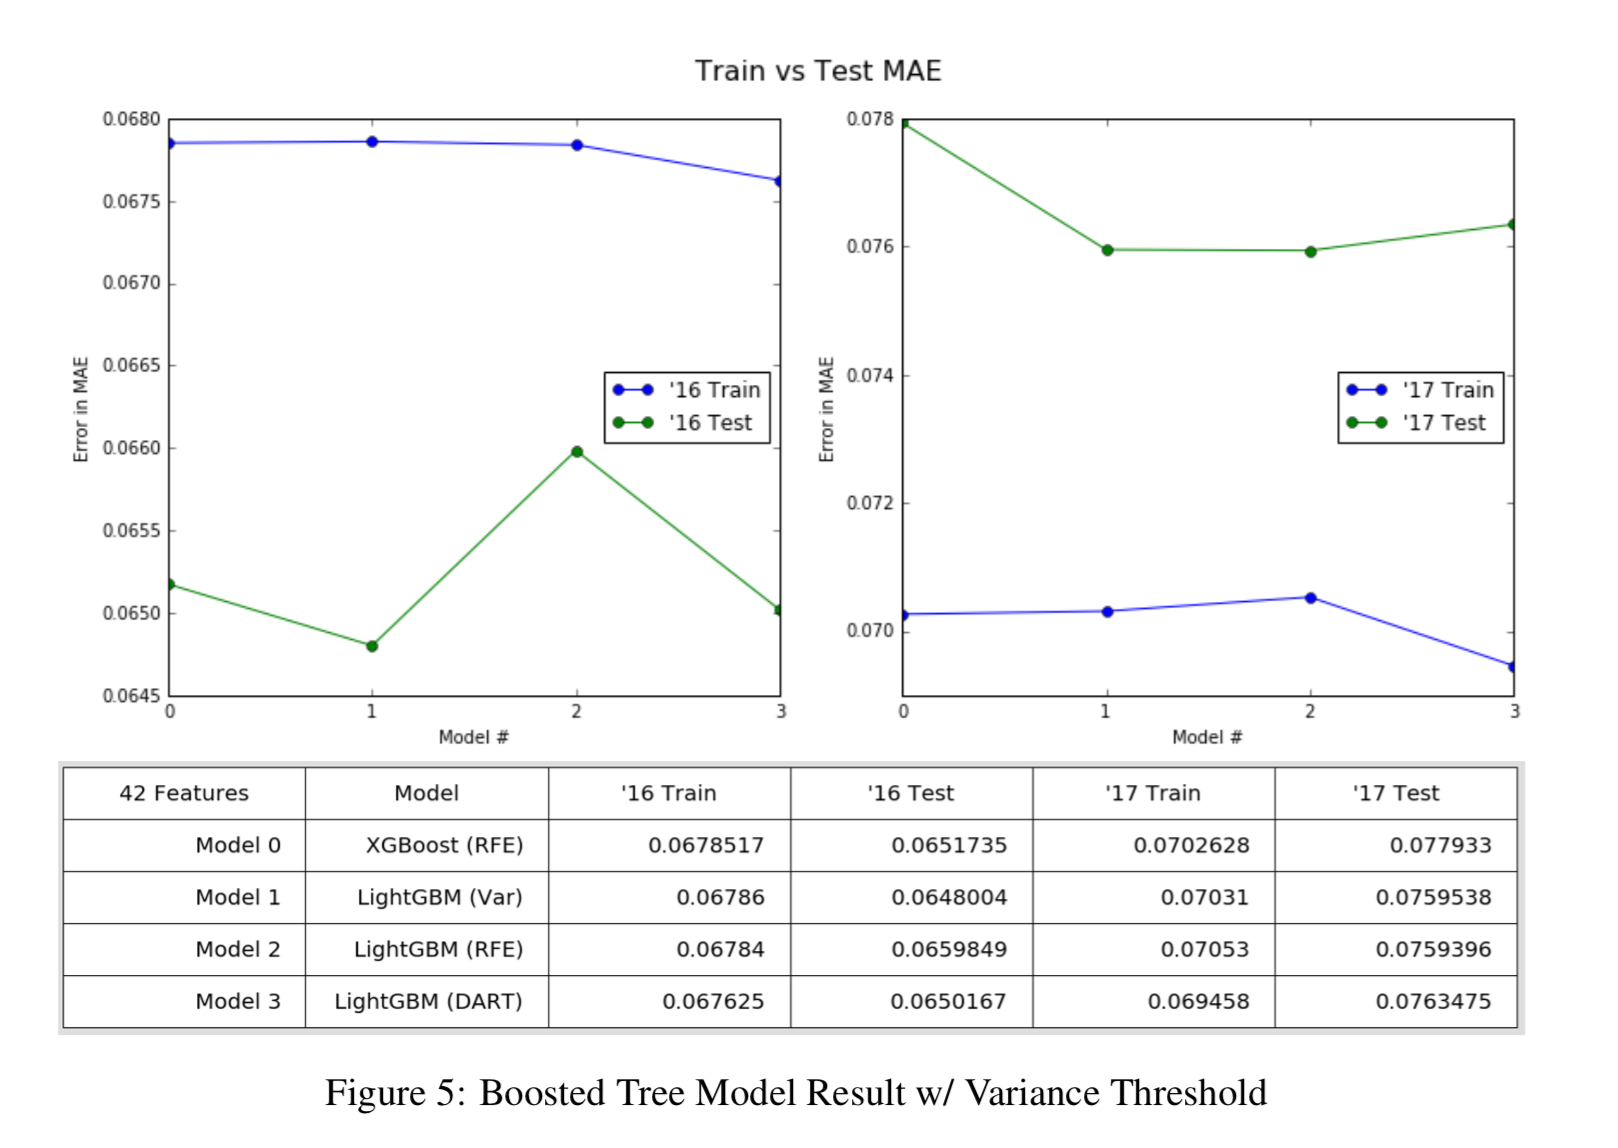 Train vs Test MAE
0.0680
0.0675
0.0670
0.0665
0.0660
0.0655
0.0650
0.0645
Error in MAE
'16 Train
'16 Test
0 1 2 3
Model #
0.078
0.076
0.074
0.072
0.070
Error in MAE
'17 Train
'17 Test
0 1 2 3
Model #
42 Features Model '16 Train '16 Test '17 Train '17 Test
Model 0 XGBoost (RFE) 0.0678517 0.0651735 0.0702628 0.077933
Model 1 LightGBM (Var) 0.06786 0.0648004 0.07031 0.0759538
Model 2 LightGBM (RFE) 0.06784 0.0659849 0.07053 0.0759396
Model 3 LightGBM (DART) 0.067625 0.0650167 0.069458 0.0763475
Figure 5: Boosted Tree Model Result w/ Variance Threshold